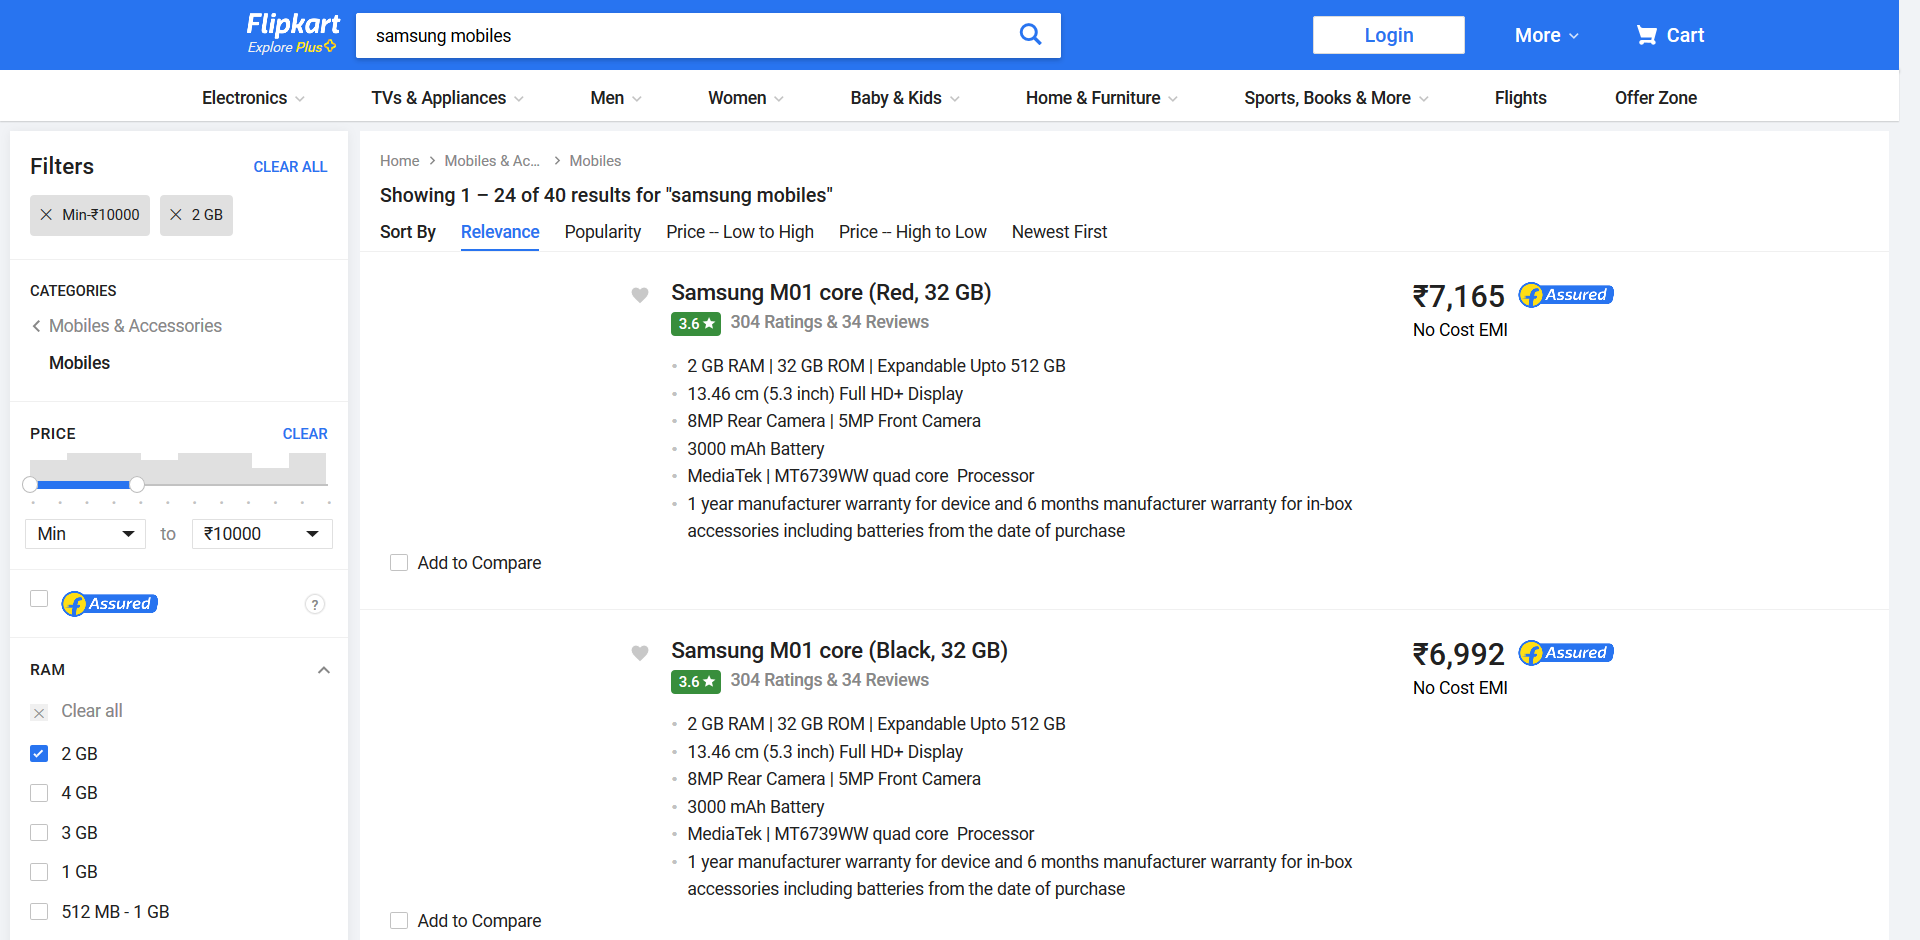 Flipkart
Explore Plus
samsung mobiles
Login
More
Cart
Electronics
TVs & Appliances
Men
Women
Baby & Kids
Home & Furniture
Sports, Books & More
Flights
Offer Zone
Filters
CLEAR ALL
Min-₹10000
2 GB
CATEGORIES
Mobiles & Accessories
Mobiles
PRICE
CLEAR
Min
to
₹10000
Assured
?
RAM
Clear all
2 GB
4 GB
3 GB
1 GB
512 MB - 1 GB
Home
Mobiles & Ac...
Mobiles
Showing 1 – 24 of 40 results for "samsung mobiles"
Sort By
Relevance
Popularity
Price -- Low to High
Price -- High to Low
Newest First
Samsung M01 core (Red, 32 GB)
3.6
304 Ratings & 34 Reviews
2 GB RAM | 32 GB ROM | Expandable Upto 512 GB
13.46 cm (5.3 inch) Full HD+ Display
8MP Rear Camera | 5MP Front Camera
3000 mAh Battery
MediaTek | MT6739WW quad core Processor
1 year manufacturer warranty for device and 6 months manufacturer warranty for in-box
accessories including batteries from the date of purchase
₹7,165
Assured
No Cost EMI
Add to Compare
Samsung M01 core (Black, 32 GB)
3.6
304 Ratings & 34 Reviews
2 GB RAM | 32 GB ROM | Expandable Upto 512 GB
13.46 cm (5.3 inch) Full HD+ Display
8MP Rear Camera | 5MP Front Camera
3000 mAh Battery
MediaTek | MT6739WW quad core Processor
1 year manufacturer warranty for device and 6 months manufacturer warranty for in-box
accessories including batteries from the date of purchase
₹6,992
Assured
No Cost EMI
Add to Compare